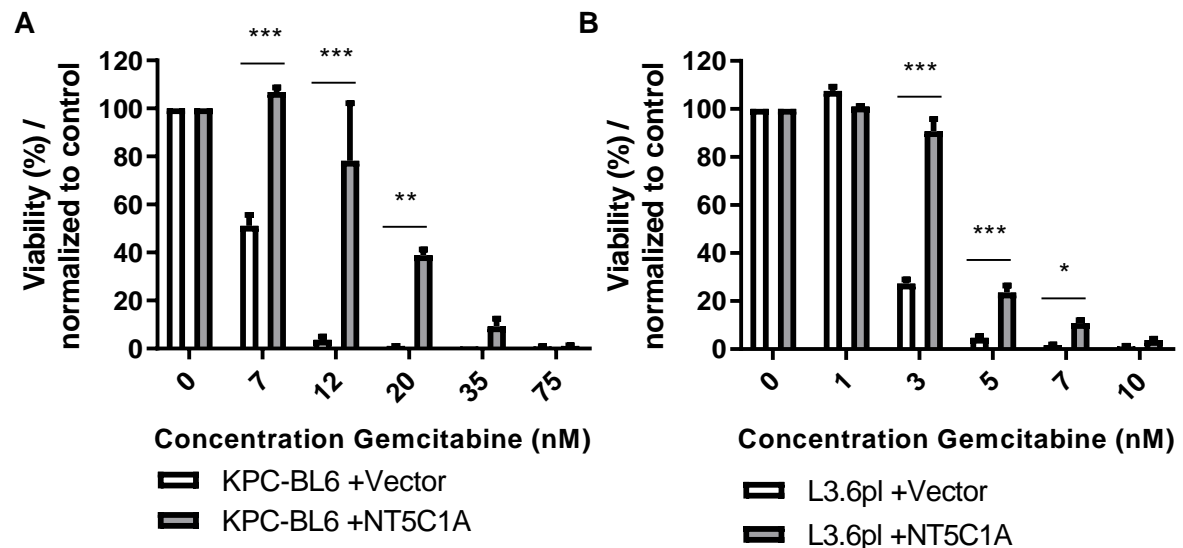 A
Viability (%) /
normalized to control
120
100
80
60
40
20
0
***
***
**
0 7 12 20 35 75
Concentration Gemcitabine (nM)
KPC-BL6 +Vector
KPC-BL6 +NT5C1A
B
Viability (%) /
normalized to control
120
100
80
60
40
20
0
***
***
*
0 1 3 5 7 10
Concentration Gemcitabine (nM)
L3.6pl +Vector
L3.6pl +NT5C1A